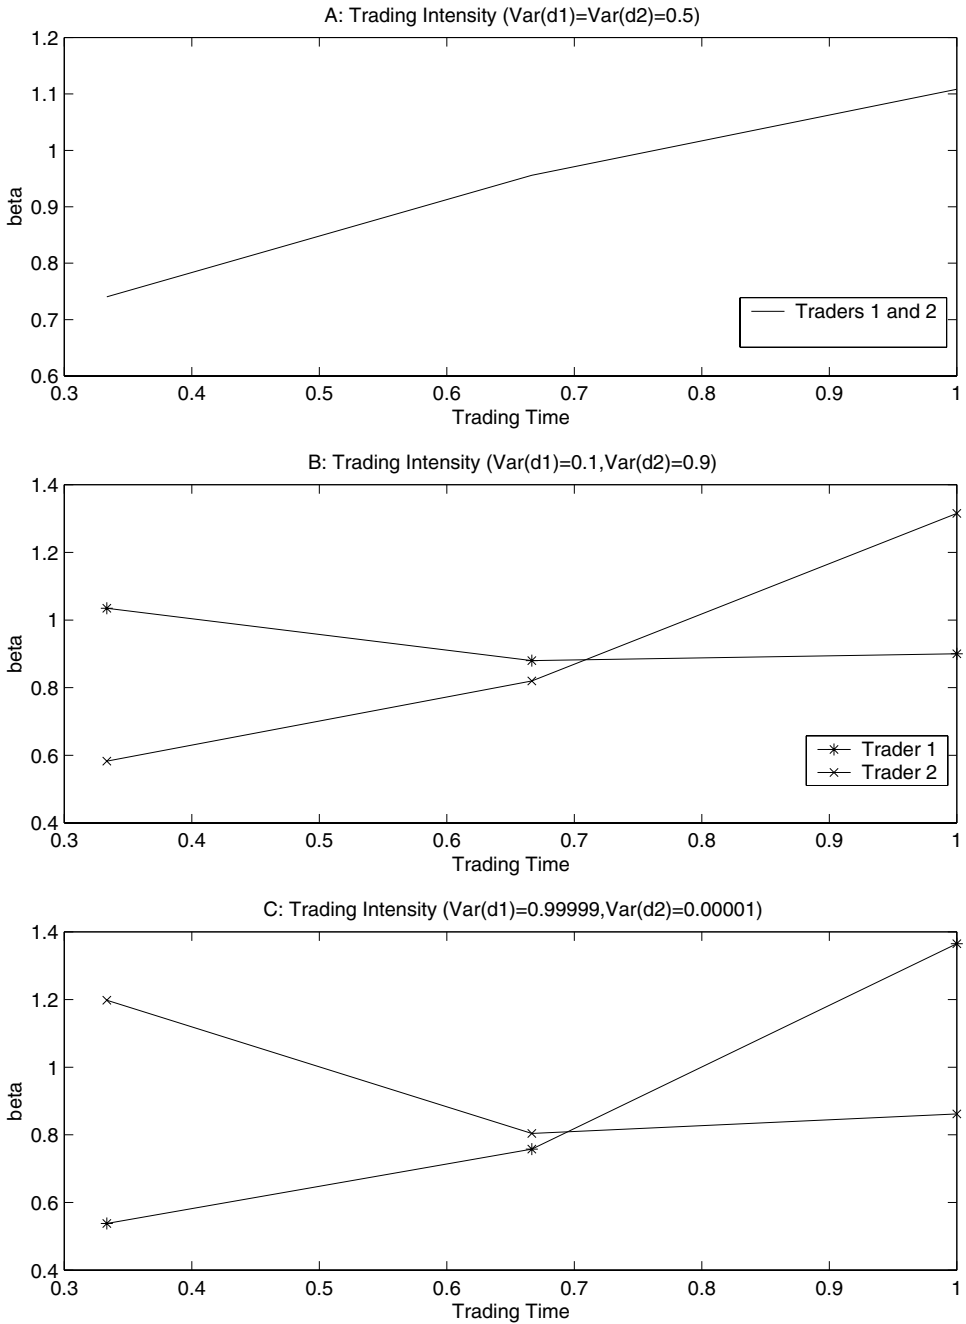 A: Trading Intensity (Var(d1)=Var(d2)=0.5)
1.2
1.1
1
0.9
0.8
0.7
0.6
beta
Traders 1 and 2
0.3 0.4 0.5 0.6 0.7 0.8 0.9 1
Trading Time
B: Trading Intensity (Var(d1)=0.1,Var(d2)=0.9)
1.4
1.2
1
0.8
0.6
0.4
beta
Trader 1
Trader 2
0.3 0.4 0.5 0.6 0.7 0.8 0.9 1
Trading Time
C: Trading Intensity (Var(d1)=0.99999,Var(d2)=0.00001)
1.4
1.2
1
0.8
0.6
0.4
beta
0.3 0.4 0.5 0.6 0.7 0.8 0.9 1
Trading Time